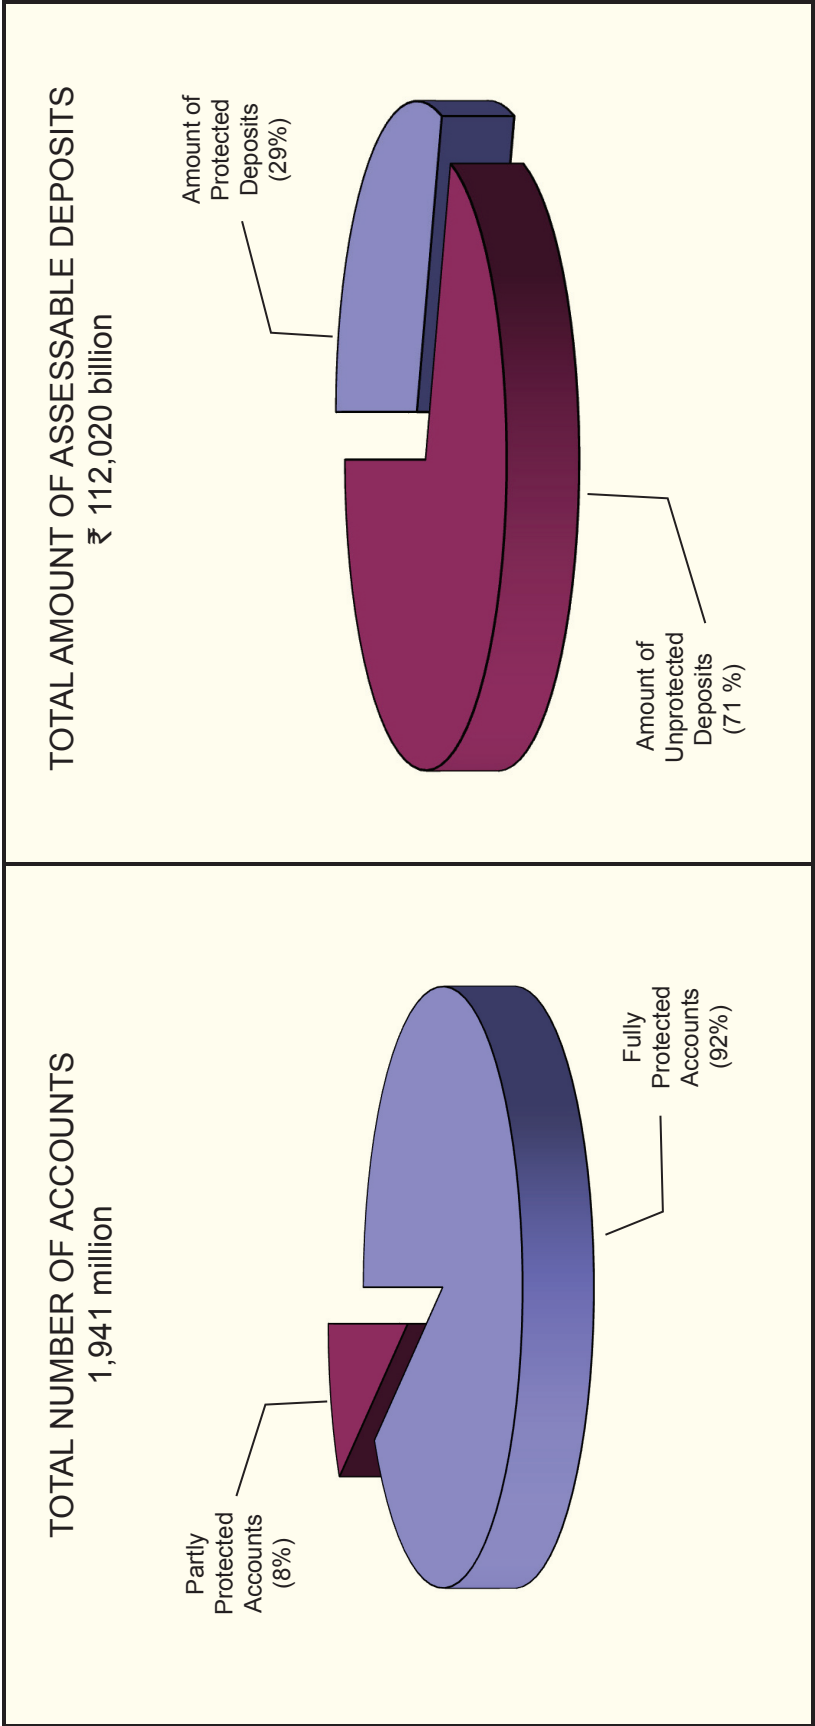 TOTAL NUMBER OF ACCOUNTS
1,941 million
Partly
Protected
Accounts
(8%)
Fully
Protected
Accounts
(92%)
TOTAL AMOUNT OF ASSESSABLE DEPOSITS
₹ 112,020 billion
Amount of
Protected
Deposits
(29%)
Amount of
Unprotected
Deposits
(71 %)